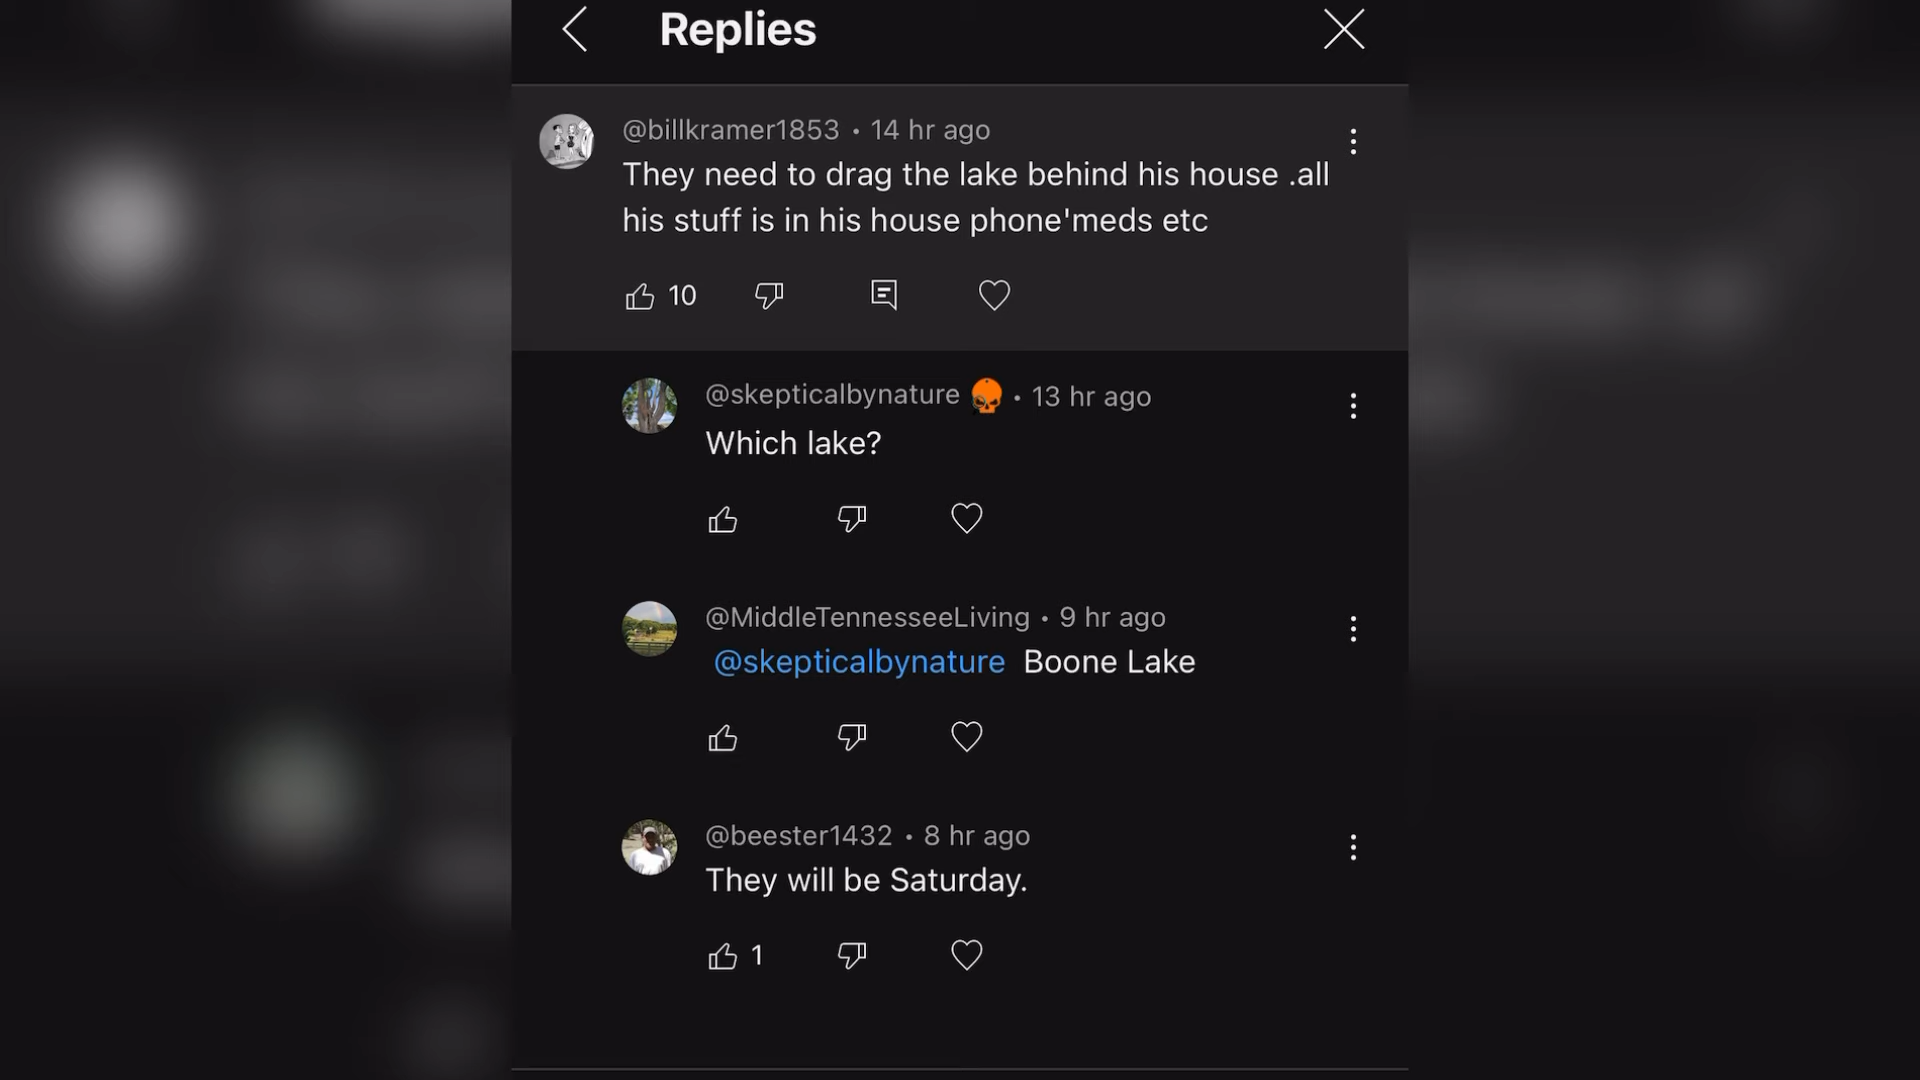 Replies
@billkramer1853 • 14 hr ago
They need to drag the lake behind his house .all
his stuff is in his house phone'meds etc
10
@skepticalbynature • 13 hr ago
Which lake?
@MiddleTennesseeLiving • 9 hr ago
@skepticalbynature Boone Lake
@beester1432 • 8 hr ago
They will be Saturday.
1